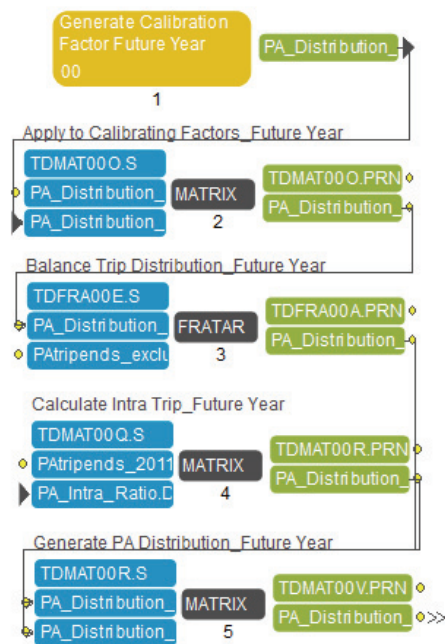 Generate Calibration
Factor Future Year
00
PA_Distribution_
1
Apply to Calibrating Factors_Future Year
TDMAT00O.S
PA_Distribution_
PA_Distribution_
MATRIX
2
TDMAT00O.PRN
PA_Distribution_
Balance Trip Distribution_Future Year
TDFRA00E.S
PA_Distribution_
PAtripends_exclu
FRATAR
3
TDFRA00A.PRN
PA_Distribution_
Calculate Intra Trip_Future Year
TDMAT00Q.S
PAtripends_2011
PA_Intra_Ratio.D
MATRIX
4
TDMAT00R.PRN
PA_Distribution_
Generate PA Distribution_Future Year
TDMAT00R.S
PA_Distribution_
PA_Distribution_
MATRIX
5
TDMAT00V.PRN
PA_Distribution_
>>